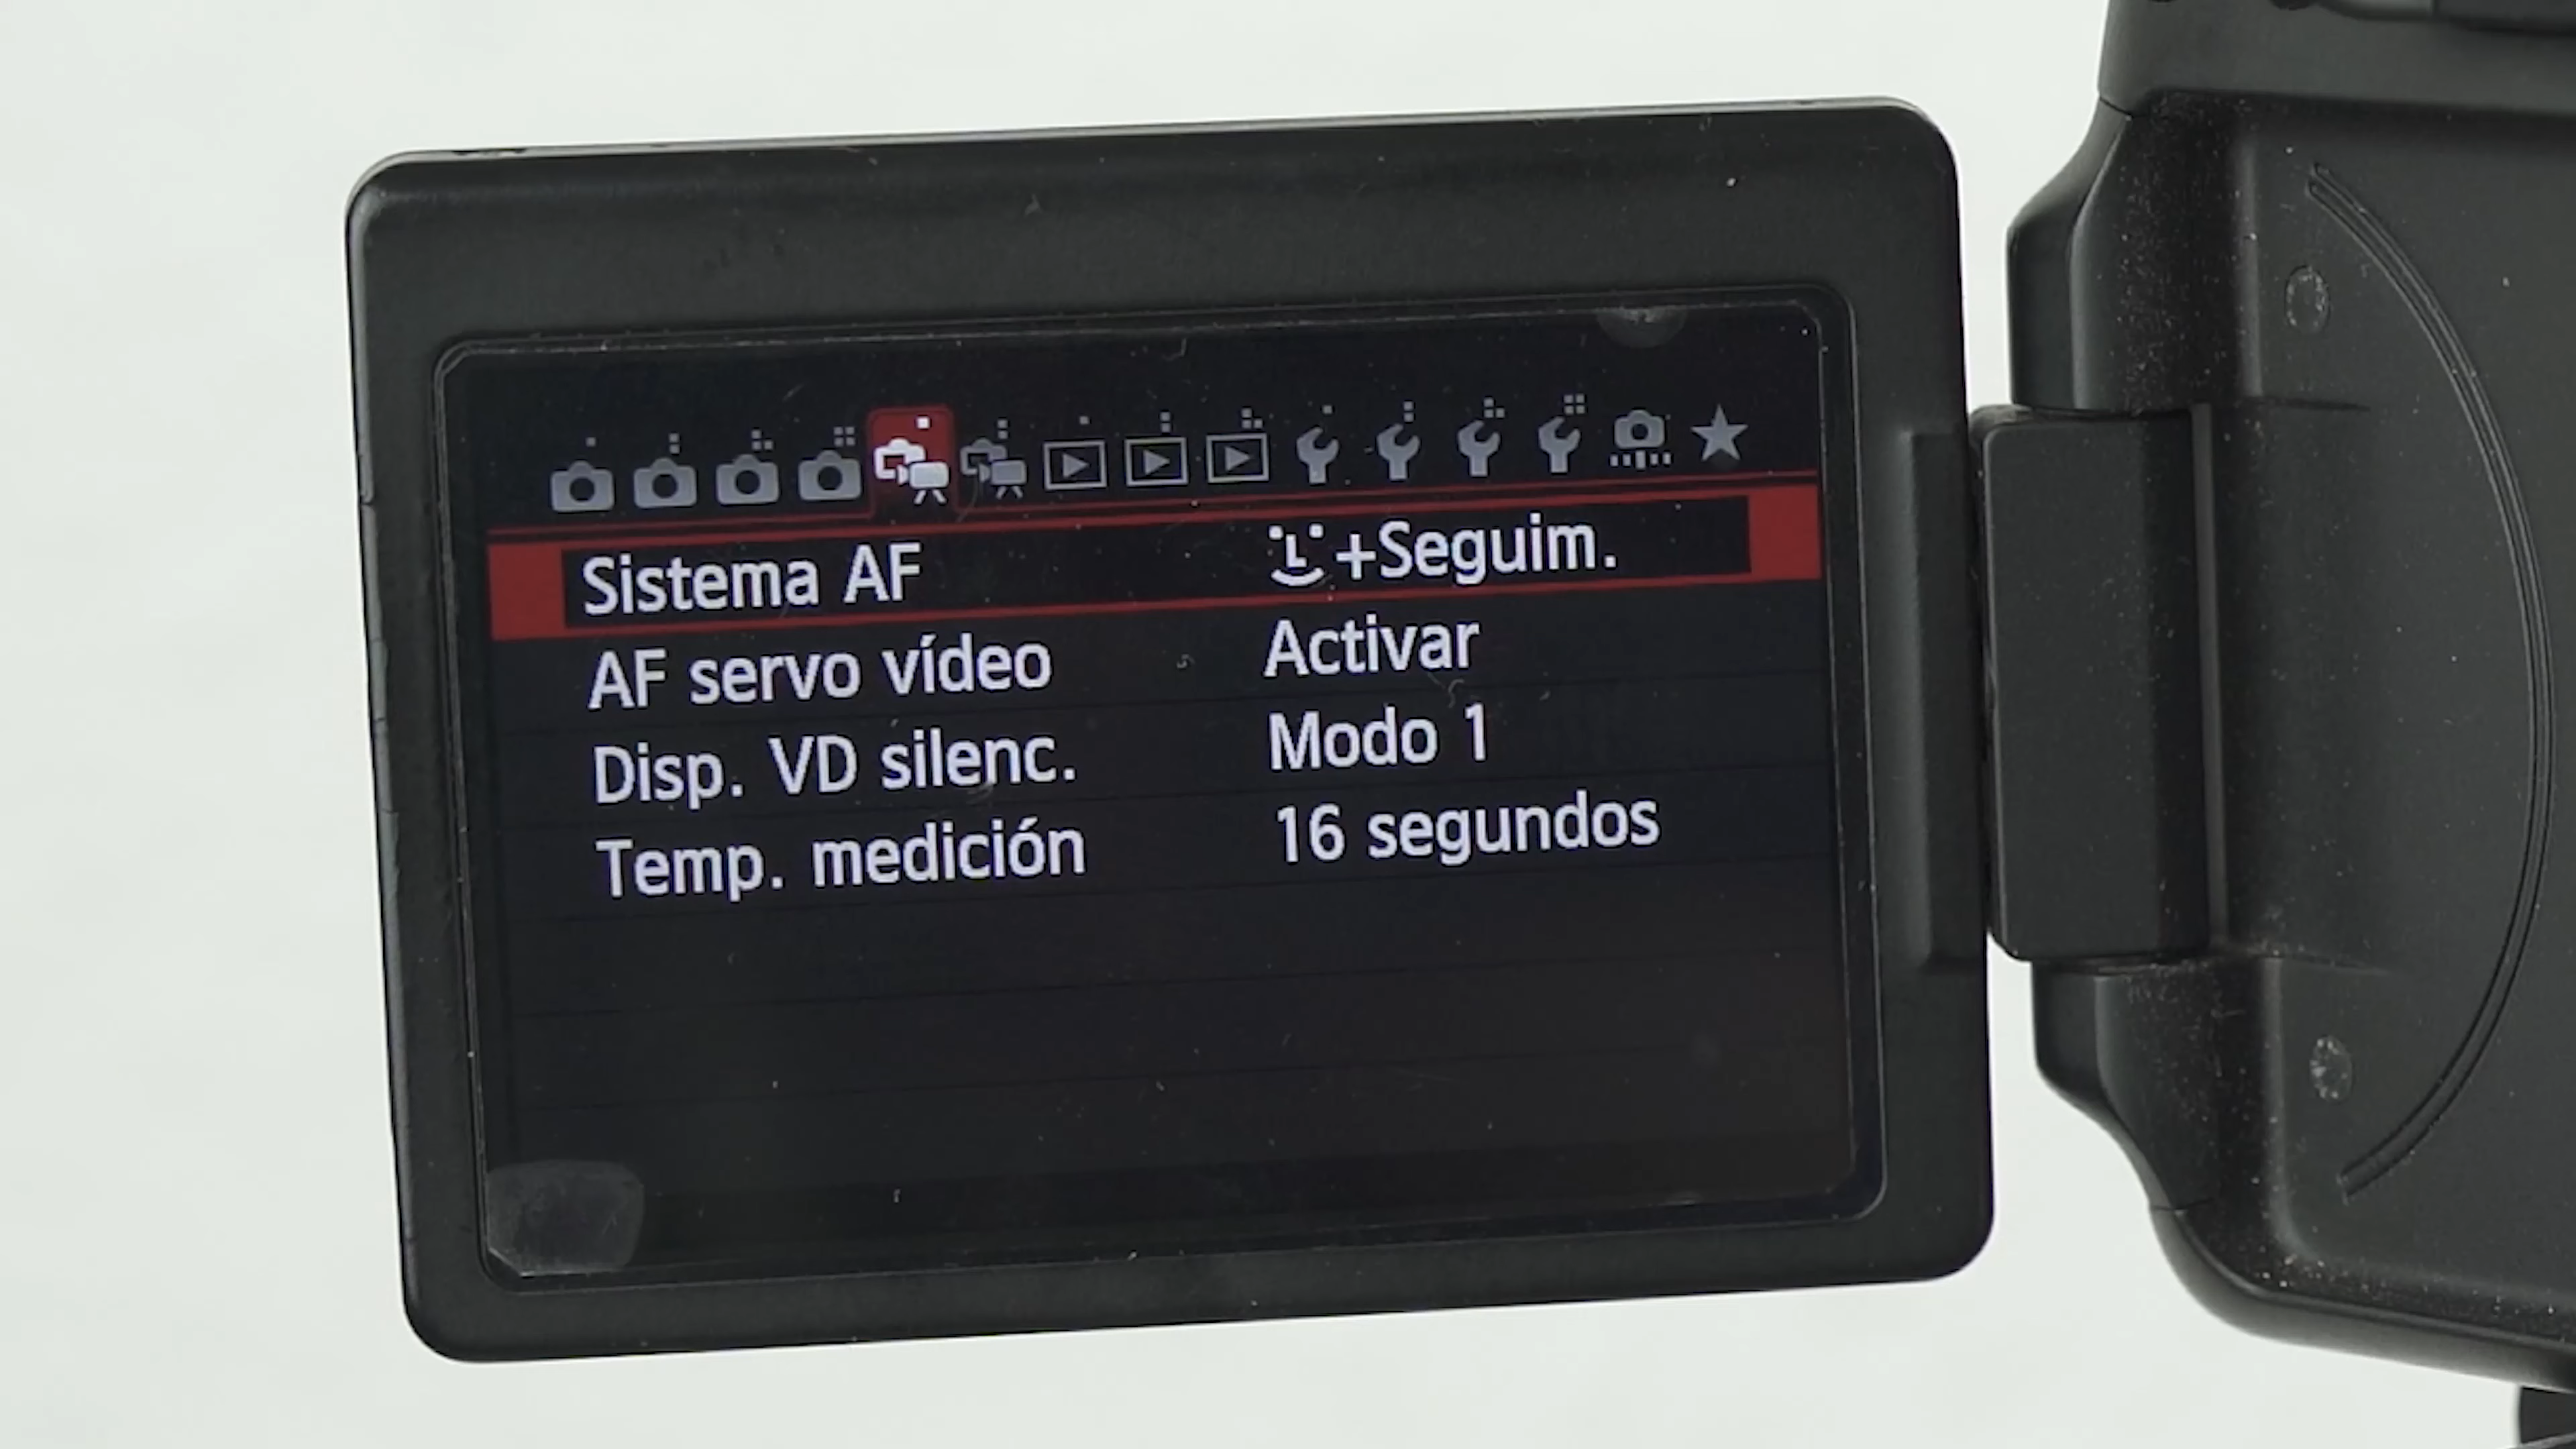 Sistema AF +Seguim.
AF servo vídeo Activar
Disp. VD silenc. Modo 1
Temp. medición 16 segundos